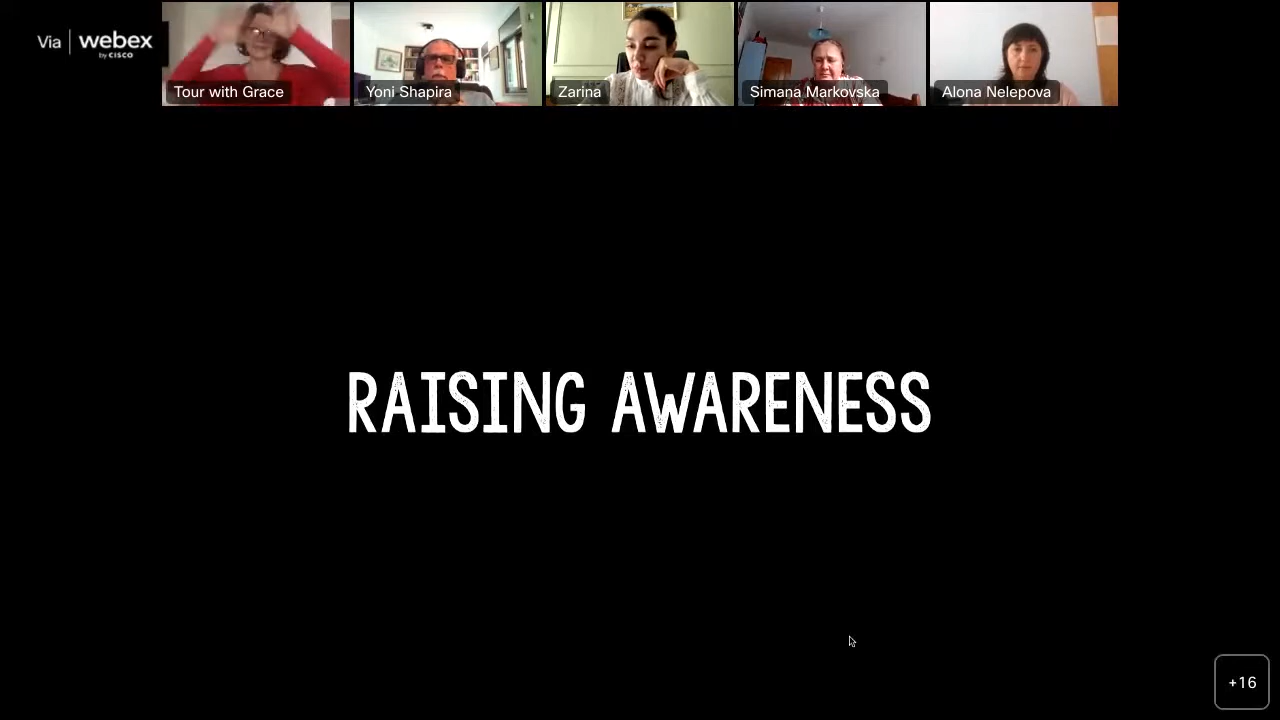 Via webex
by CISCO
Tour with Grace
Yoni Shapira
Zarina
Simana Markovska
Alona Nelepova
RAISING AWARENESS
+16